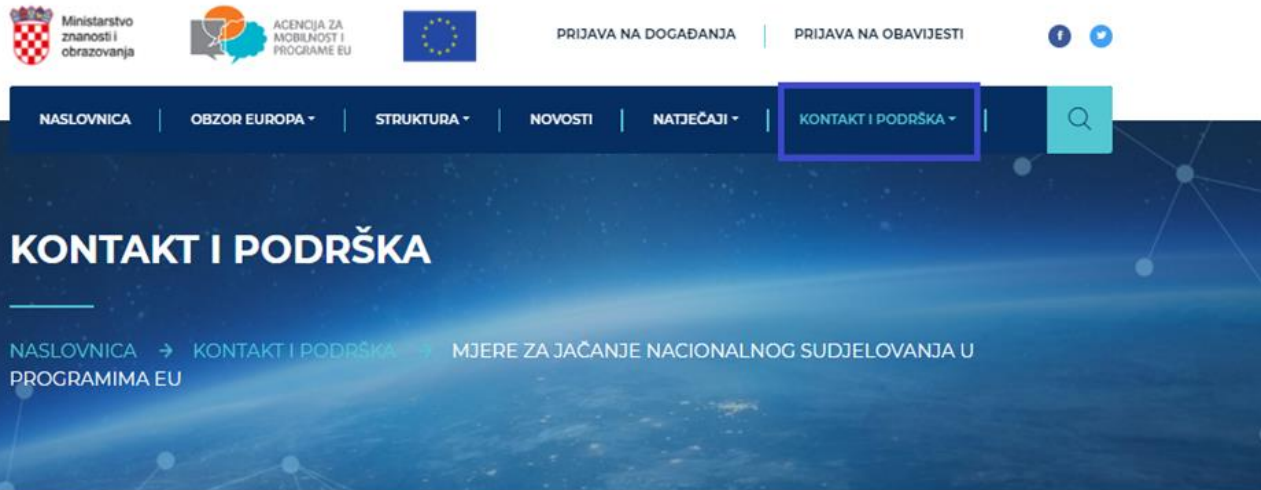 Ministarstvo
znanosti i
obrazovanja
AGENCIJA ZA
MOBILNOST I
PROGRAME EU
PRIJAVA NA DOGAĐANJA
PRIJAVA NA OBAVIJESTI
NASLOVNICA
OBZOR EUROPA
STRUKTURA
NOVOSTI
NATJEČAJI
KONTAKT I PODRŠKA
KONTAKT I PODRŠKA
NASLOVNICA → KONTAKT I PODRŠKA → MJERE ZA JAČANJE NACIONALNOG SUDJELOVANJA U
PROGRAMIMA EU